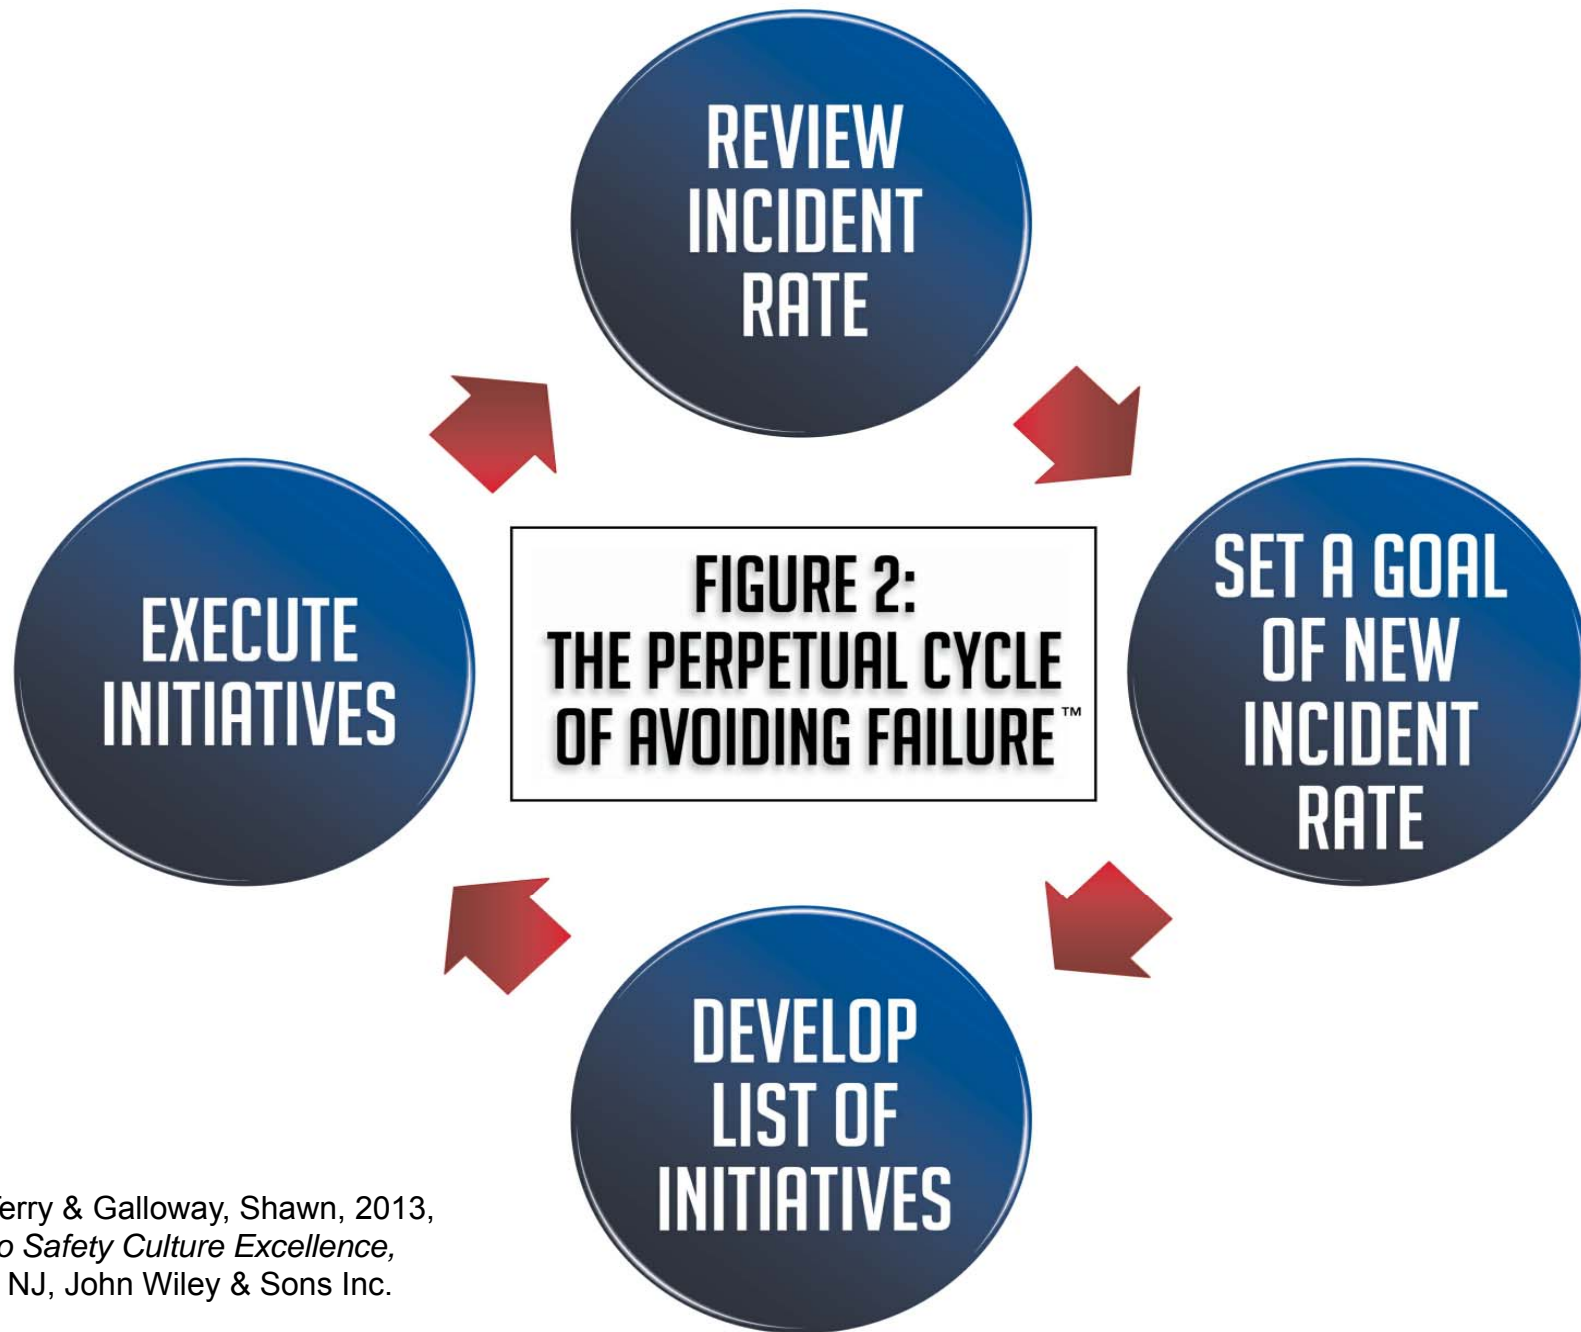 REVIEW
INCIDENT
RATE
SET A GOAL
OF NEW
INCIDENT
RATE
DEVELOP
LIST OF
INITIATIVES
EXECUTE
INITIATIVES
FIGURE 2:
THE PERPETUAL CYCLE
OF AVOIDING FAILURE™
& Galloway, Shawn, 2013,
Safety Culture Excellence,
NJ, John Wiley & Sons Inc.